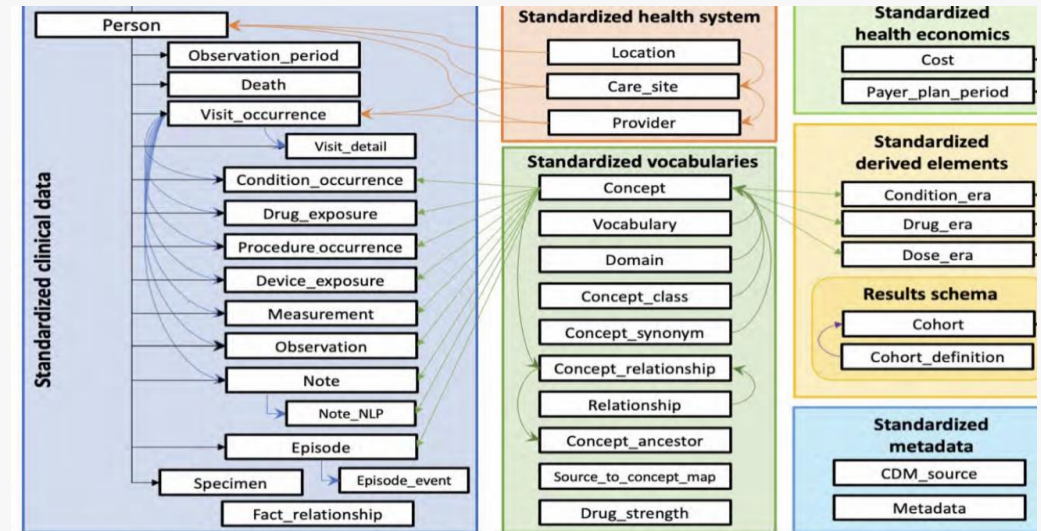 Standardized clinical data
Person
Observation_period
Death
Visit_occurrence
Visit_detail
Condition_occurrence
Drug_exposure
Procedure occurrence
Device_exposure
Measurement
Observation
Note
Note_NLP
Episode
Episode_event
Specimen
Fact_relationship
Standardized health system
Location
Care_site
Provider
Standardized vocabularies
Concept
Vocabulary
Domain
Concept_class
Concept_synonym
Concept_relationship
Relationship
Concept_ancestor
Source_to_concept_map
Drug_strength
Standardized
health economics
Cost
Payer_plan_period
Standardized
derived elements
Condition_era
Drug_era
Dose_era
Results schema
Cohort
Cohort_definition
Standardized
metadata
CDM_source
Metadata